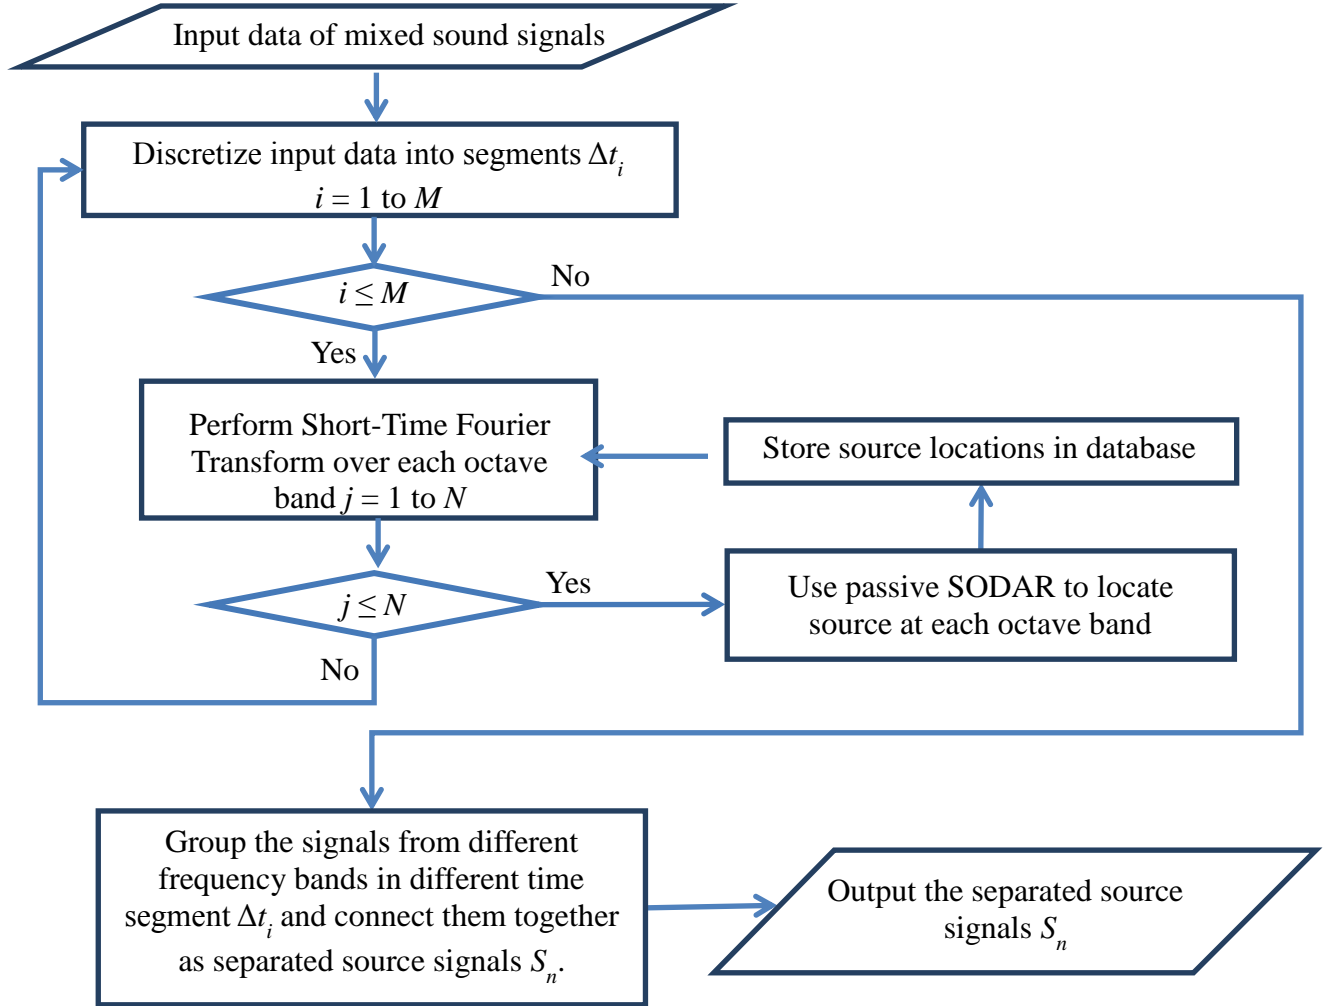 Input data of mixed sound signals
Discretize input data into segments Δt_i
i = 1 to M
i ≤ M
No
Yes
Perform Short-Time Fourier
Transform over each octave
band j = 1 to N
Store source locations in database
j ≤ N
Yes
Use passive SODAR to locate
source at each octave band
No
Group the signals from different
frequency bands in different time
segment Δt_i and connect them together
as separated source signals S_n.
Output the separated source
signals S_n